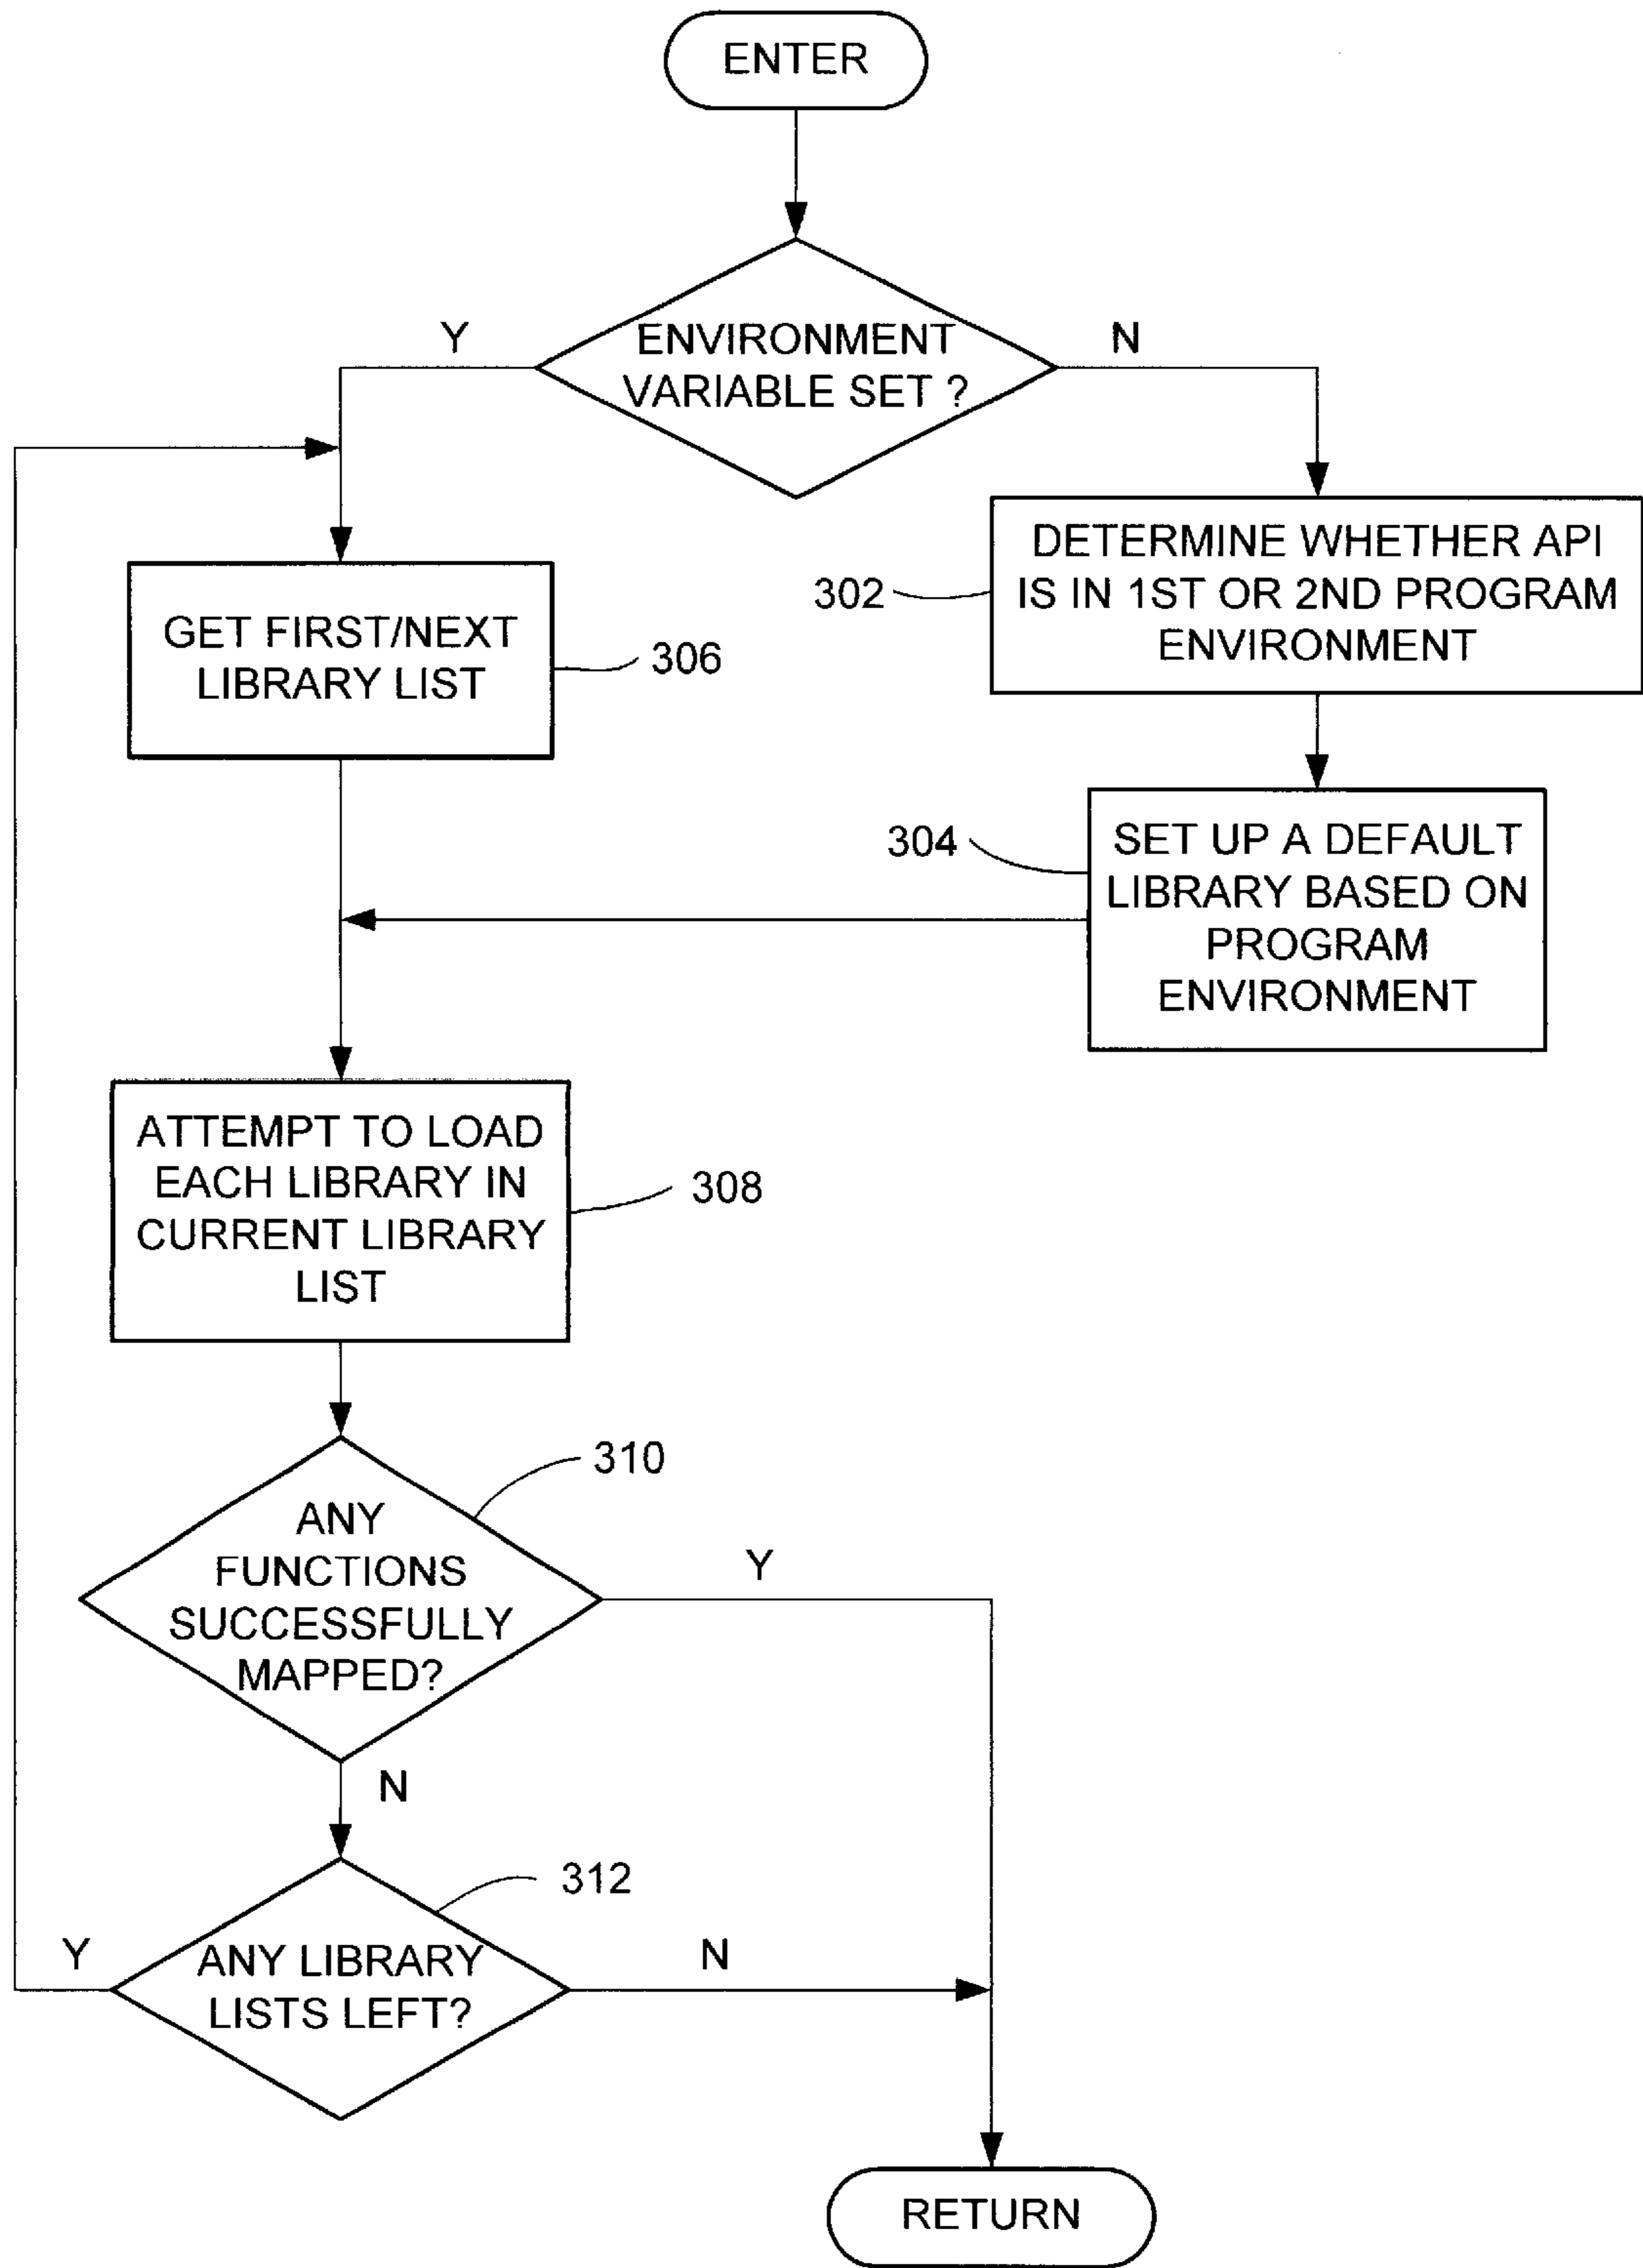 ENTER
ENVIRONMENT
VARIABLE SET ?
Y
N
DETERMINE WHETHER API
IS IN 1ST OR 2ND PROGRAM
ENVIRONMENT
302
GET FIRST/NEXT
LIBRARY LIST
306
SET UP A DEFAULT
LIBRARY BASED ON
PROGRAM
ENVIRONMENT
304
ATTEMPT TO LOAD
EACH LIBRARY IN
CURRENT LIBRARY
LIST
308
310
ANY
FUNCTIONS
SUCCESSFULLY
MAPPED?
Y
N
312
ANY LIBRARY
LISTS LEFT?
Y
N
RETURN